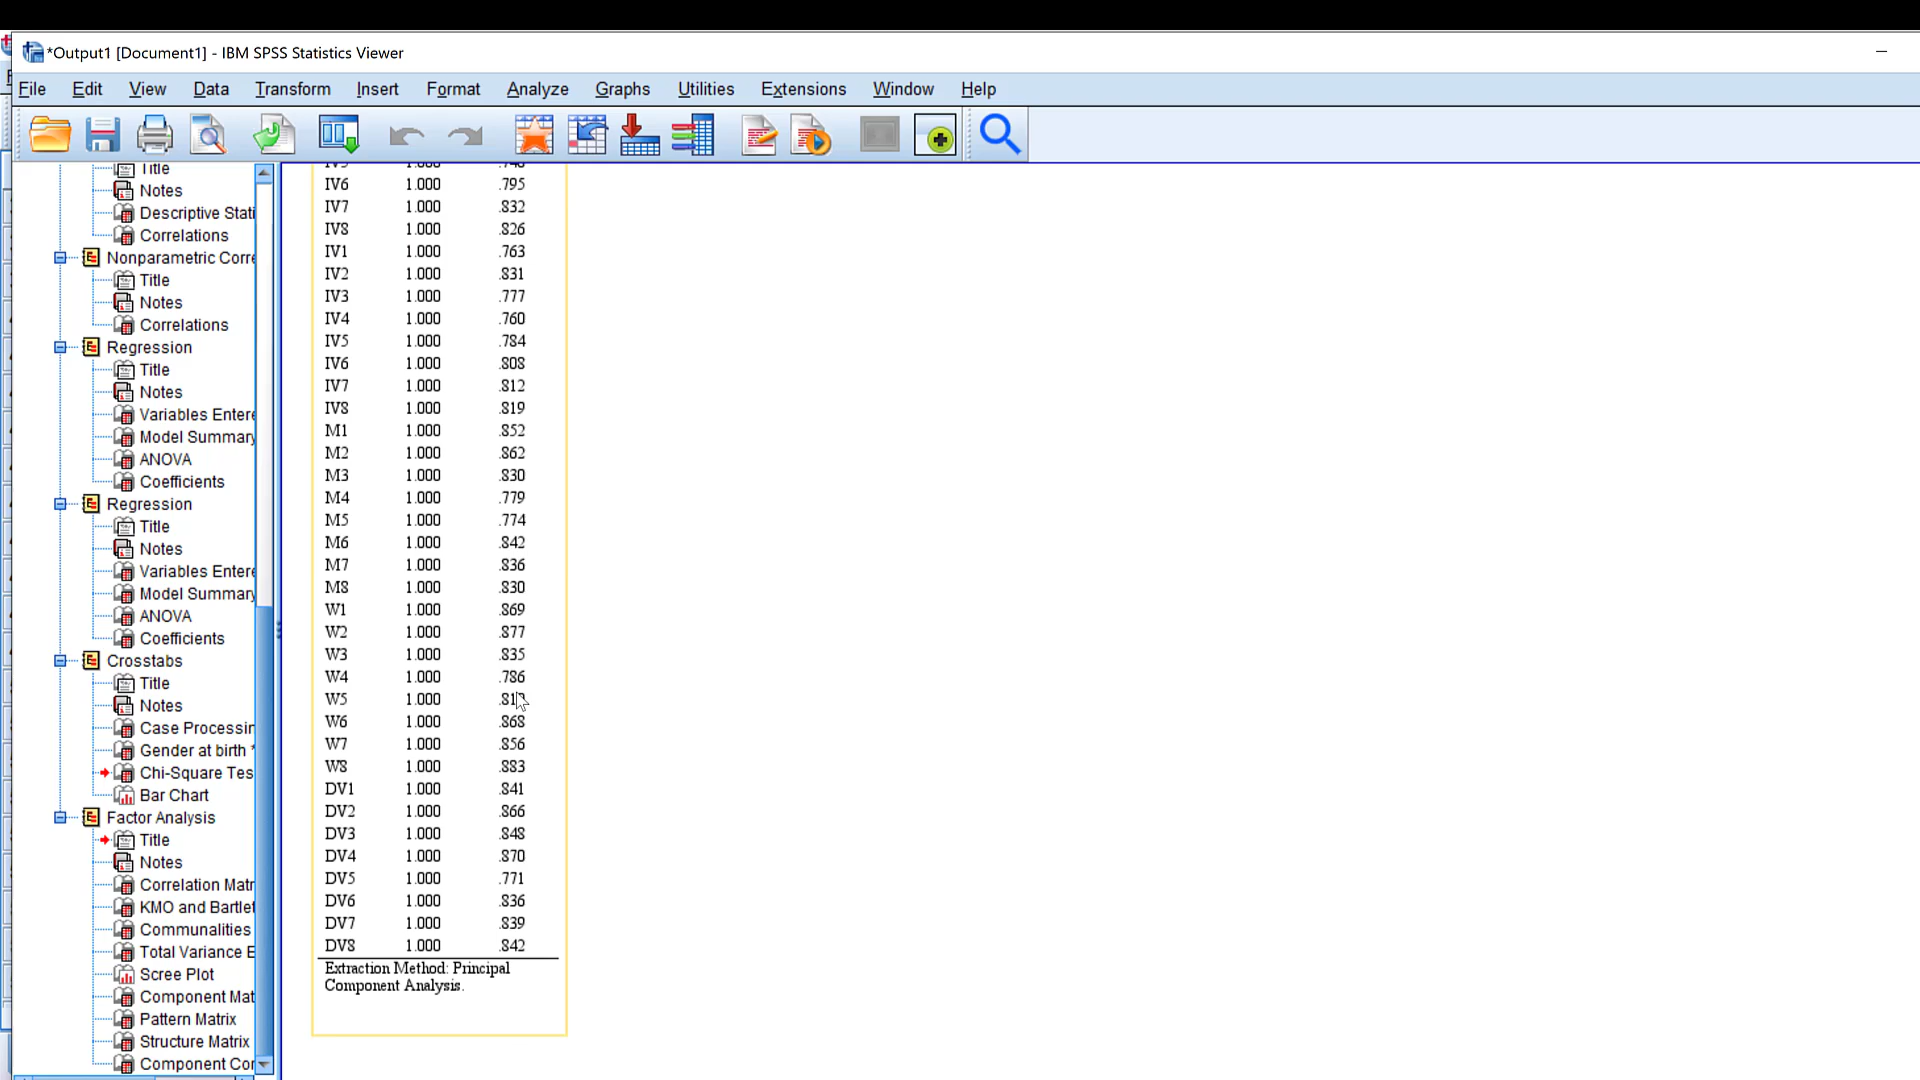 *Output1 [Document1] - IBM SPSS Statistics Viewer
File Edit View Data Transform Insert Format Analyze Graphs Utilities Extensions Window Help
Title
Notes
Descriptive Stati
Correlations
Nonparametric Corre
Title
Notes
Correlations
Regression
Title
Notes
Variables Entere
Model Summary
ANOVA
Coefficients
Regression
Title
Notes
Variables Entere
Model Summary
ANOVA
Coefficients
Crosstabs
Title
Notes
Case Processin
Gender at birth *
Chi-Square Tes
Bar Chart
Factor Analysis
Title
Notes
Correlation Matr
KMO and Bartlet
Communalities
Total Variance E
Scree Plot
Component Mat
Pattern Matrix
Structure Matrix
Component Cor
IV6 1.000 .795
IV7 1.000 .832
IV8 1.000 .826
IV1 1.000 .763
IV2 1.000 .831
IV3 1.000 .777
IV4 1.000 .760
IV5 1.000 .784
IV6 1.000 .808
IV7 1.000 .812
IV8 1.000 .819
M1 1.000 .852
M2 1.000 .862
M3 1.000 .830
M4 1.000 .779
M5 1.000 .774
M6 1.000 .842
M7 1.000 .836
M8 1.000 .830
W1 1.000 .869
W2 1.000 .877
W3 1.000 .835
W4 1.000 .786
W5 1.000
W6 1.000 .868
W7 1.000 .856
W8 1.000 .883
DV1 1.000 .841
DV2 1.000 .866
DV3 1.000 .848
DV4 1.000 .870
DV5 1.000 .771
DV6 1.000 .836
DV7 1.000 .839
DV8 1.000 .842
Extraction Method: Principal
Component Analysis.